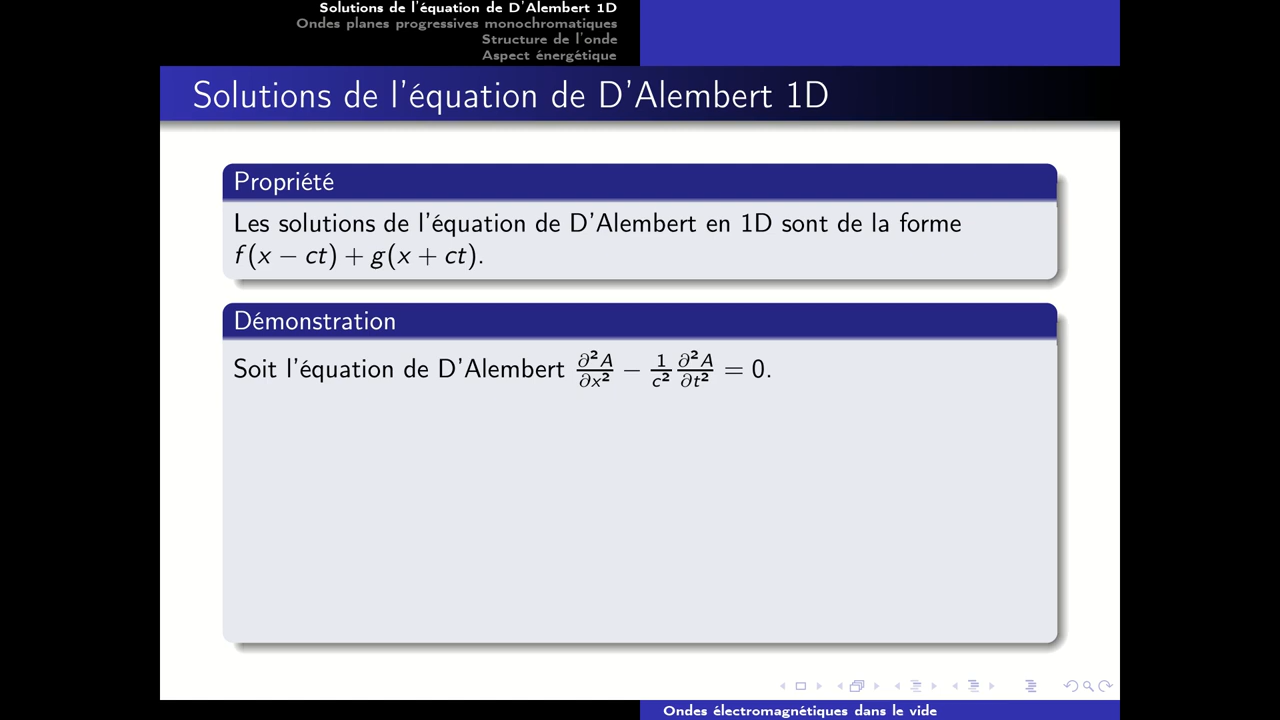 Solutions de l'équation de D'Alembert 1D
Ondes planes progressives monochromatiques
Structure de l'onde
Aspect énergétique
Solutions de l'équation de D'Alembert 1D
Propriété
Les solutions de l'équation de D'Alembert en 1D sont de la forme
f(x − ct) + g(x + ct).
Démonstration
Soit l'équation de D'Alembert ∂²A/∂x² − 1/c² ∂²A/∂t² = 0.
Ondes électromagnétiques dans le vide